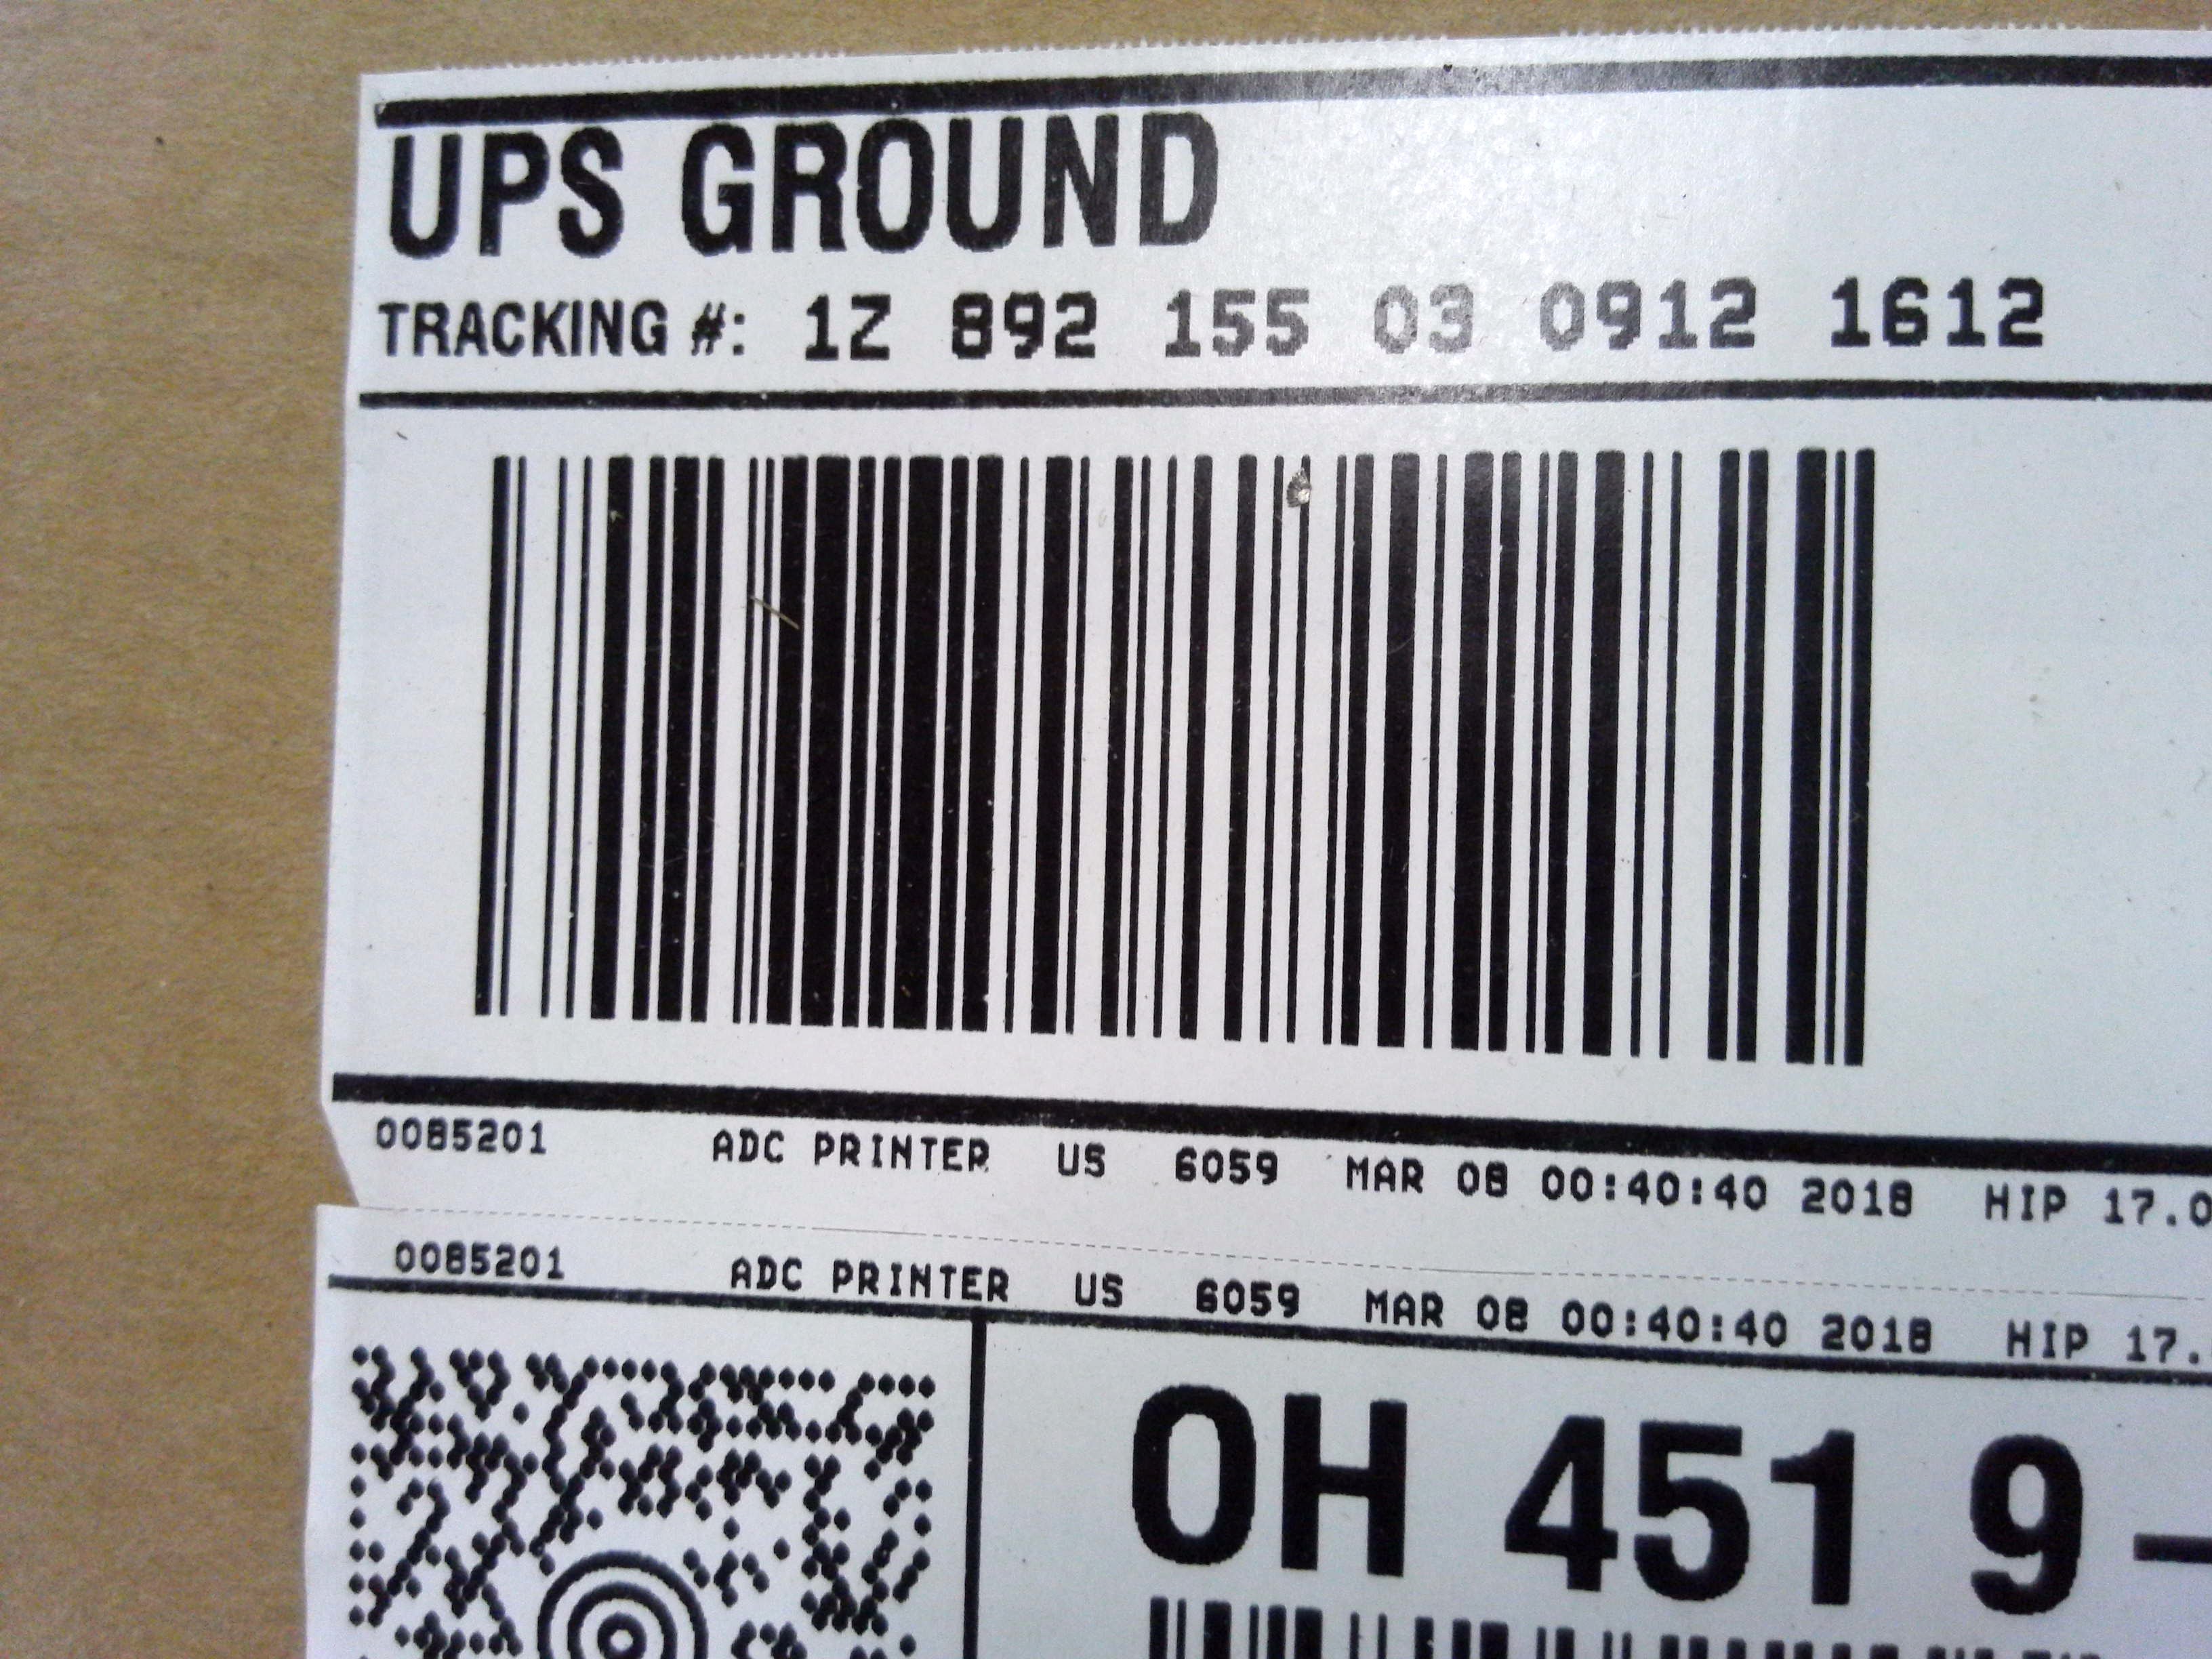 UPS GROUND
TRACKING #: 1Z 892 155 03 0912 1612
0085201 ADC PRINTER US 6059 MAR 08 00:40:40 2018 HIP 17.0
0085201 ADC PRINTER US 6059 MAR 08 00:40:40 2018 HIP 17.
OH 451 9-